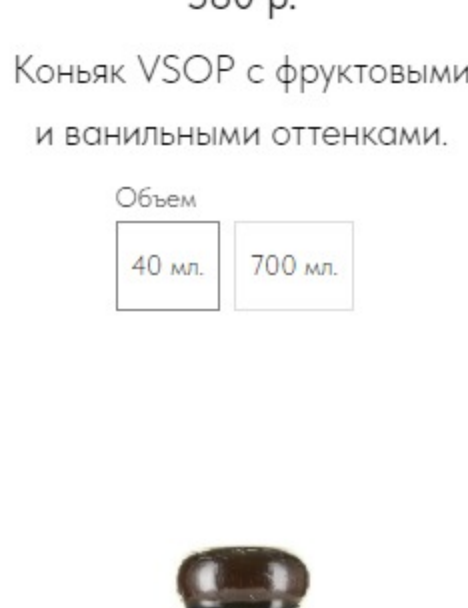 р.
Коньяк VSOP с фруктовыми
и ванильными оттенками.
Объем
40 мл.
700 мл.